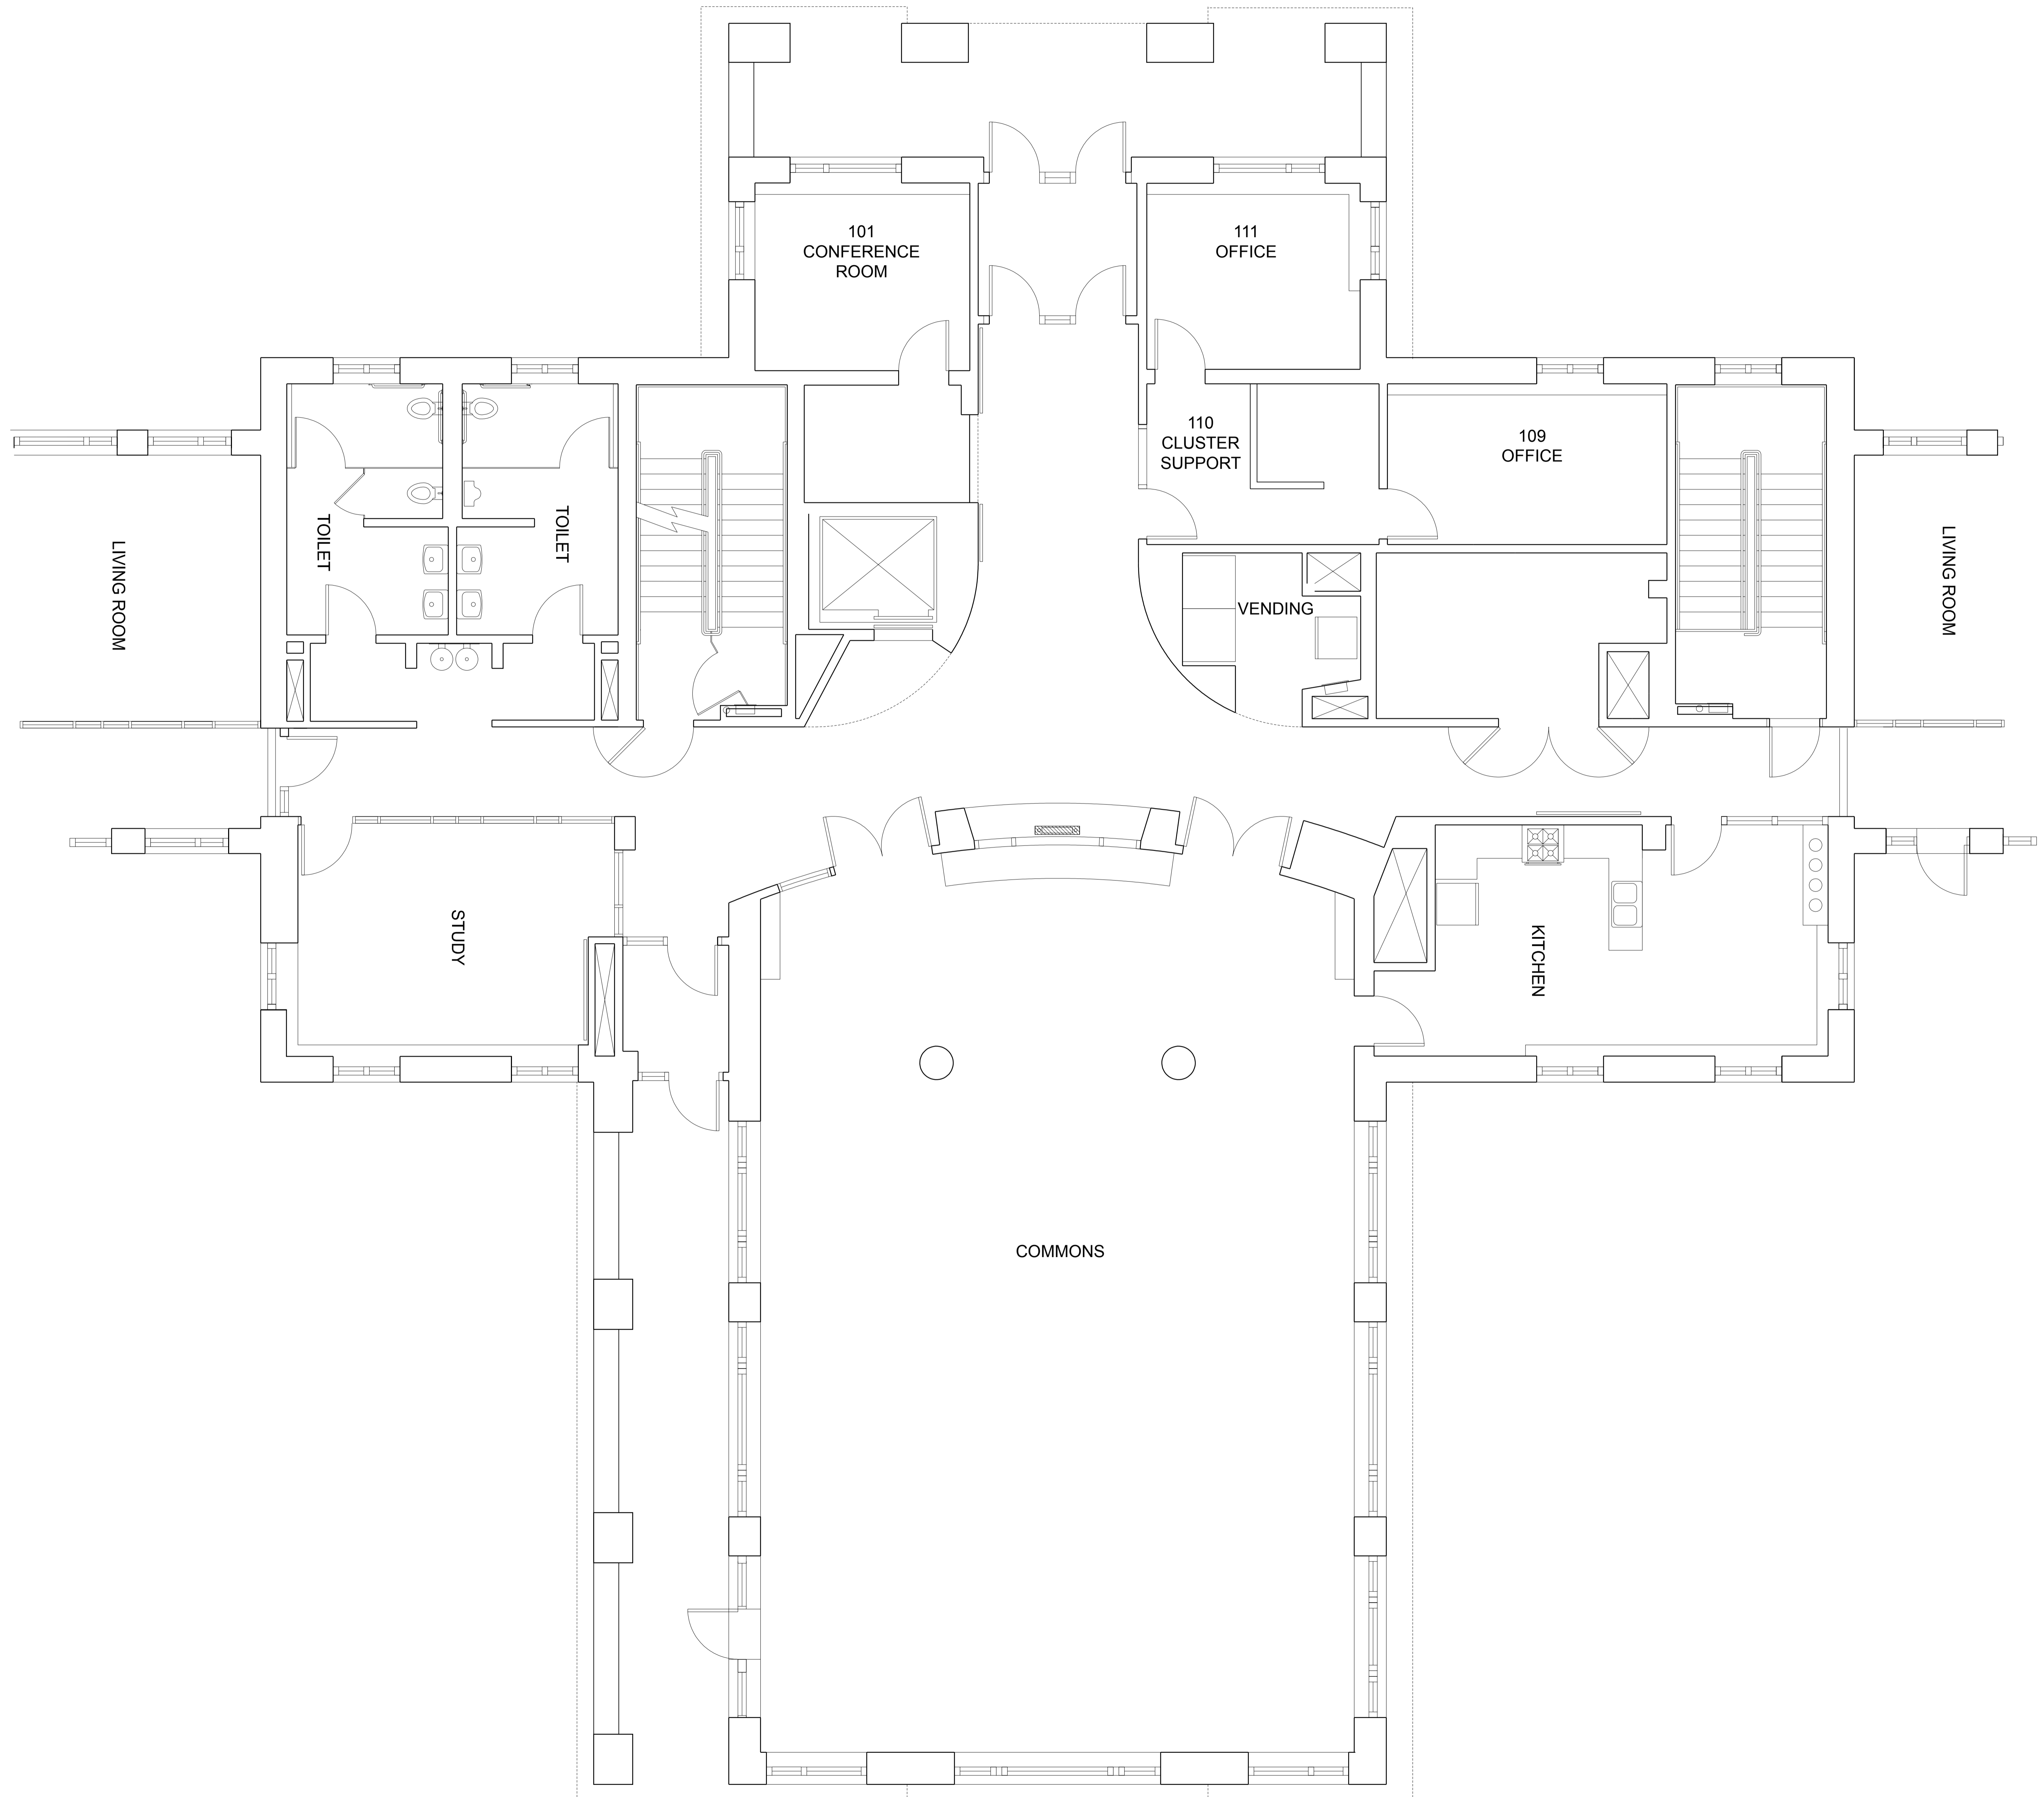 101
CONFERENCE
ROOM
111
OFFICE
110
CLUSTER
SUPPORT
109
OFFICE
TOILET
TOILET
LIVING ROOM
LIVING ROOM
VENDING
STUDY
KITCHEN
COMMONS